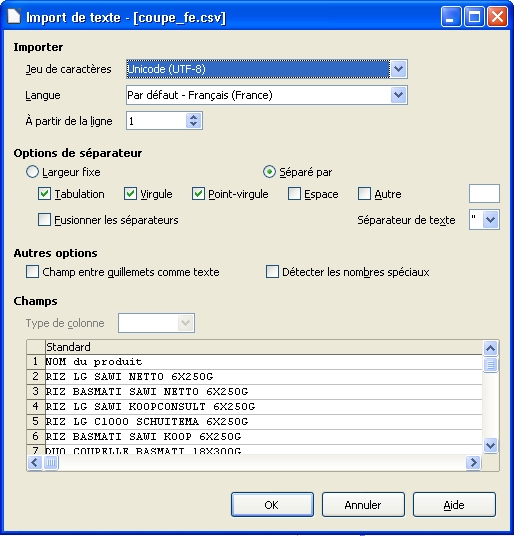 Import de texte - [coupe_fe.csv]
Importer
Jeu de caractères Unicode (UTF-8)
Langue Par défaut - Français (France)
À partir de la ligne 1
Options de séparateur
Largeur fixe Séparé par
Tabulation Virgule Point-virgule Espace Autre
Fusionner les séparateurs Séparateur de texte "
Autres options
Champ entre guillemets comme texte Détecter les nombres spéciaux
Champs
Type de colonne
Standard
1 NOM du produit
2 RIZ LG SAWI NETTO 6X250G
3 RIZ BASMATI SAWI NETTO 6X250G
4 RIZ LG SAWI KOOPCONSULT 6X250G
5 RIZ LG C1000 SCHUITEMA 6X250G
6 RIZ BASMATI SAWI KOOP 6X250G
7 DUO COUPELLE BASMATI 18X300G
OK Annuler Aide